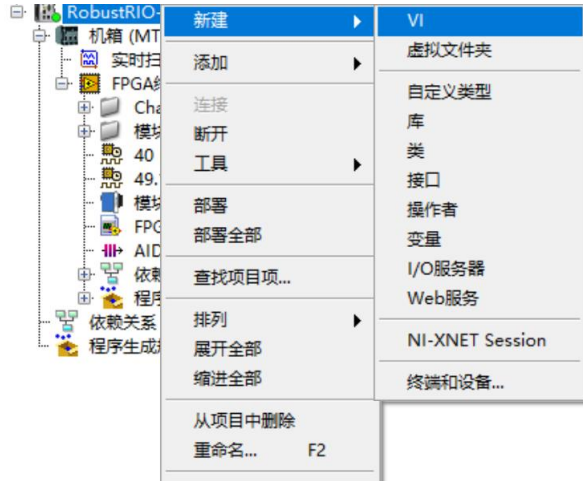 RobustRIO-
机箱 (MT
实时扫
FPGA
Cha
模块
40
49.
模块
FPG
AID
依赖
程序
依赖关系
程序生成
新建
添加
连接
断开
工具
部署
部署全部
查找项目项...
排列
展开全部
缩进全部
从项目中删除
重命名... F2
VI
虚拟文件夹
自定义类型
库
类
接口
操作者
变量
I/O服务器
Web服务
NI-XNET Session
终端和设备...